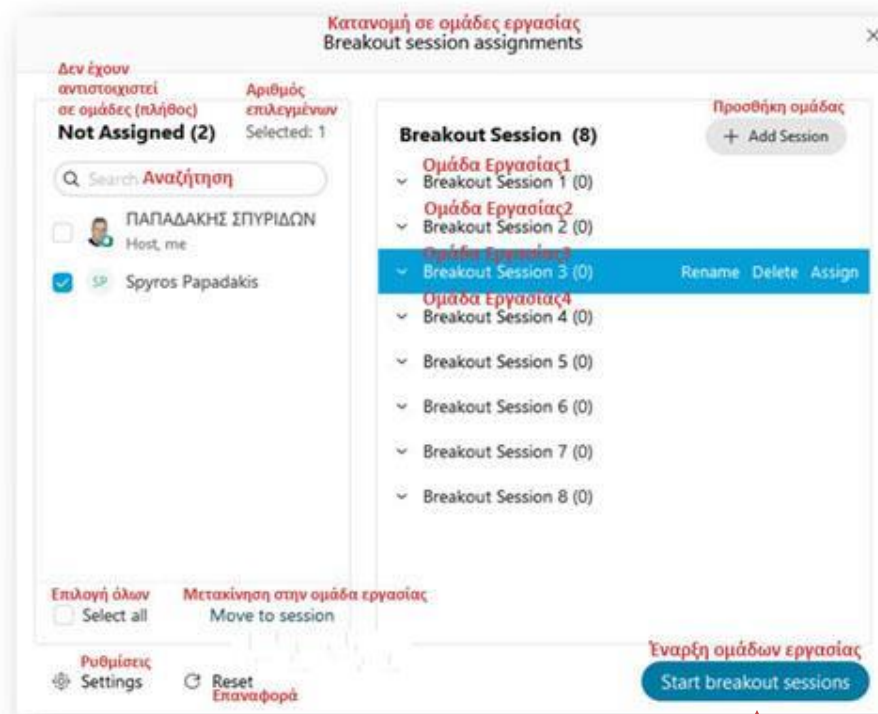 Κατανομή σε ομάδες εργασίας
Breakout session assignments
Δεν έχουν
αντιστοιχιστεί
σε ομάδες (πλήθος)
Αριθμός
επιλεγμένων
Not Assigned (2)
Selected: 1
Search Αναζήτηση
ΠΑΠΑΔΑΚΗΣ ΣΠΥΡΙΔΩΝ
Host, me
SP Spyros Papadakis
Επιλογή όλων
Select all
Μετακίνηση στην ομάδα εργασίας
Move to session
Προσθήκη ομάδας
Breakout Session (8)
+ Add Session
Ομάδα Εργασίας1
Breakout Session 1 (0)
Ομάδα Εργασίας2
Breakout Session 2 (0)
Ομάδα Εργασίας3
Breakout Session 3 (0) Rename Delete Assign
Ομάδα Εργασίας4
Breakout Session 4 (0)
Breakout Session 5 (0)
Breakout Session 6 (0)
Breakout Session 7 (0)
Breakout Session 8 (0)
Ρυθμίσεις
Settings
Reset
Επαναφορά
Έναρξη ομάδων εργασίας
Start breakout sessions